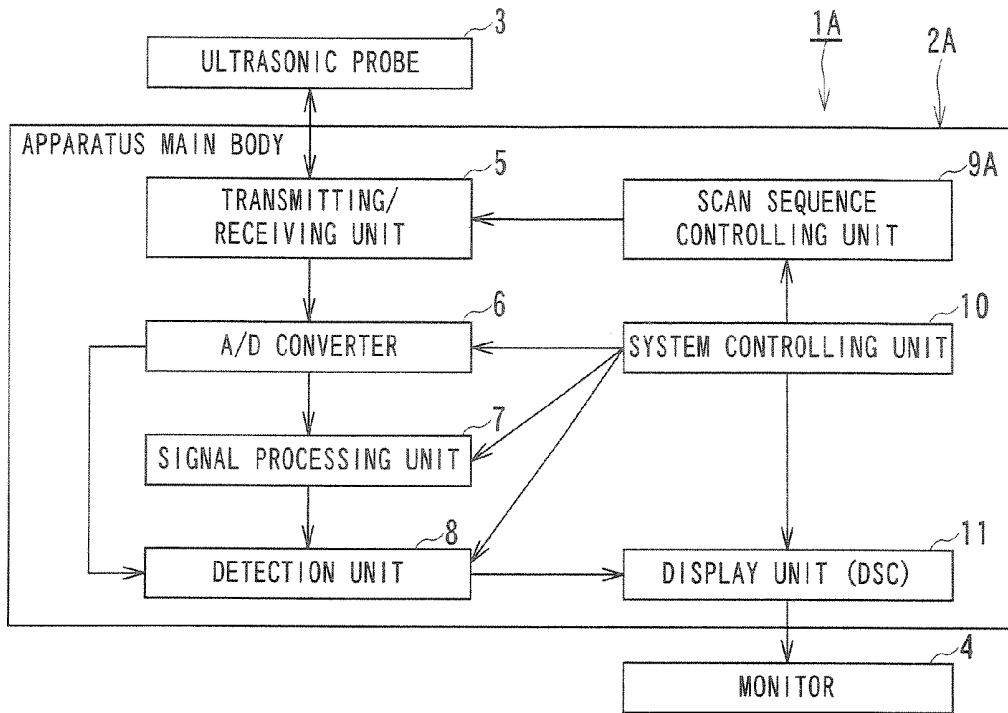 3
ULTRASONIC PROBE
1A
2A
APPARATUS MAIN BODY
5
TRANSMITTING/
RECEIVING UNIT
9A
SCAN SEQUENCE
CONTROLLING UNIT
6
A/D CONVERTER
10
SYSTEM CONTROLLING UNIT
7
SIGNAL PROCESSING UNIT
8
DETECTION UNIT
11
DISPLAY UNIT (DSC)
4
MONITOR